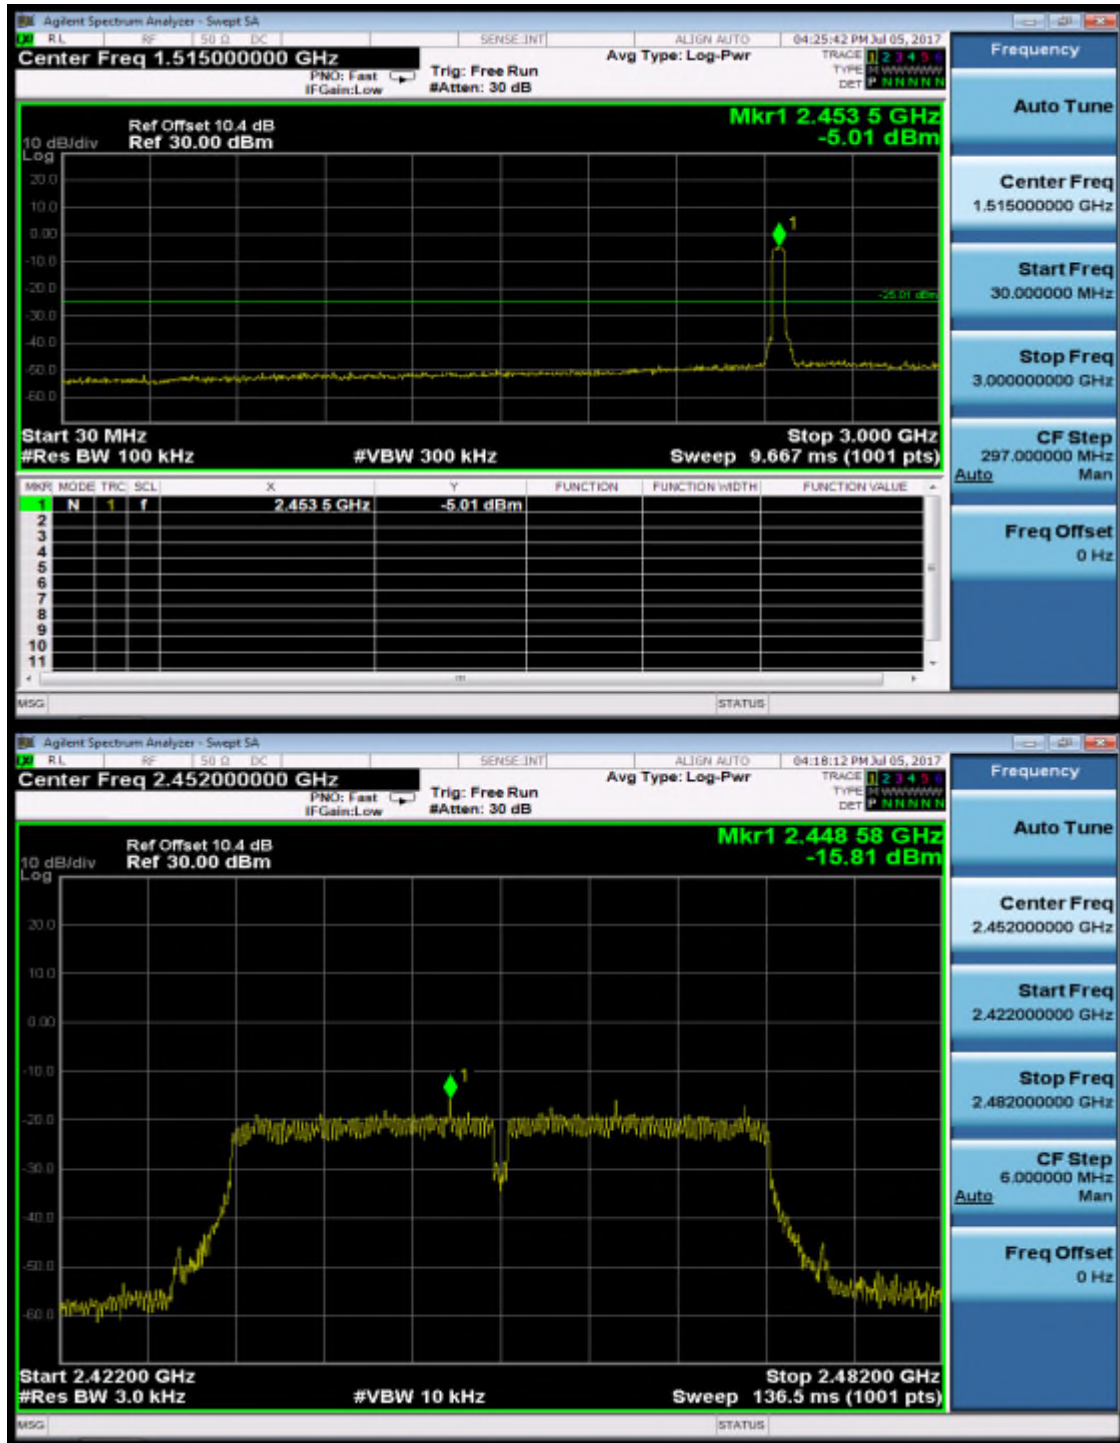 Agilent Spectrum Analyzer - Swept SA
RL RF 50 Ω DC SENSE:INT ALIGN AUTO 04:25:42 PM Jul 05, 2017
Center Freq 1.515000000 GHz Avg Type: Log-Pwr TRACE 1 2 3 4 5 6
PNO: Fast Trig: Free Run TYPE M WWWWW
IFGain:Low #Atten: 30 dB DET P N N N N N
Frequency
Auto Tune
Mkr1 2.453 5 GHz
-5.01 dBm
Ref Offset 10.4 dB
10 dB/div Ref 30.00 dBm
Log
20.0
10.0
0.00
-10.0
-20.0
-30.0
-40.0
-50.0
-60.0
1
-25.01 dBm
Start 30 MHz Stop 3.000 GHz
#Res BW 100 kHz #VBW 300 kHz Sweep 9.667 ms (1001 pts)
Center Freq
1.515000000 GHz
Start Freq
30.000000 MHz
Stop Freq
3.000000000 GHz
CF Step
297.000000 MHz
Auto Man
Freq Offset
0 Hz
MKR MODE TRC SCL X Y FUNCTION FUNCTION WIDTH FUNCTION VALUE
1 N 1 f 2.453 5 GHz -5.01 dBm
2
3
4
5
6
7
8
9
10
11
MSG STATUS
Agilent Spectrum Analyzer - Swept SA
RL RF 50 Ω DC SENSE:INT ALIGN AUTO 04:18:12 PM Jul 05, 2017
Center Freq 2.452000000 GHz Avg Type: Log-Pwr TRACE 1 2 3 4 5 6
PNO: Fast Trig: Free Run TYPE M WWWWW
IFGain:Low #Atten: 30 dB DET P N N N N N
Frequency
Auto Tune
Mkr1 2.448 58 GHz
-15.81 dBm
Ref Offset 10.4 dB
10 dB/div Ref 30.00 dBm
Log
20.0
10.0
0.00
-10.0
-20.0
-30.0
-40.0
-50.0
-60.0
1
Start 2.42200 GHz Stop 2.48200 GHz
#Res BW 3.0 kHz #VBW 10 kHz Sweep 136.5 ms (1001 pts)
Center Freq
2.452000000 GHz
Start Freq
2.422000000 GHz
Stop Freq
2.482000000 GHz
CF Step
6.000000 MHz
Auto Man
Freq Offset
0 Hz
MSG STATUS